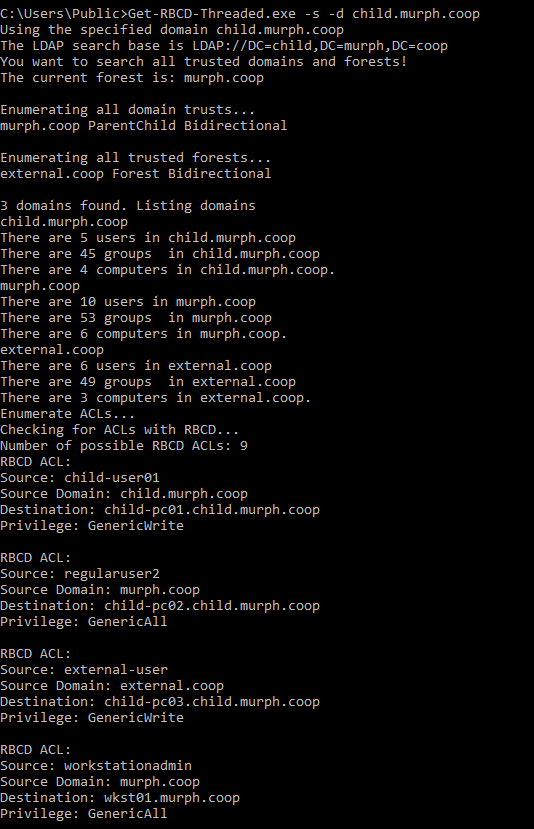 C:\Users\Public>Get-RBCD-Threaded.exe -s -d child.murph.coop
Using the specified domain child.murph.coop
The LDAP search base is LDAP://DC=child,DC=murph,DC=coop
You want to search all trusted domains and forests!
The current forest is: murph.coop

Enumerating all domain trusts...
murph.coop ParentChild Bidirectional

Enumerating all trusted forests...
external.coop Forest Bidirectional

3 domains found. Listing domains
child.murph.coop
There are 5 users in child.murph.coop
There are 45 groups  in child.murph.coop
There are 4 computers in child.murph.coop.
murph.coop
There are 10 users in murph.coop
There are 53 groups  in murph.coop
There are 6 computers in murph.coop.
external.coop
There are 6 users in external.coop
There are 49 groups  in external.coop
There are 3 computers in external.coop.
Enumerate ACLs...
Checking for ACLs with RBCD...
Number of possible RBCD ACLs: 9
RBCD ACL:
Source: child-user01
Source Domain: child.murph.coop
Destination: child-pc01.child.murph.coop
Privilege: GenericWrite

RBCD ACL:
Source: regularuser2
Source Domain: murph.coop
Destination: child-pc02.child.murph.coop
Privilege: GenericAll

RBCD ACL:
Source: external-user
Source Domain: external.coop
Destination: child-pc03.child.murph.coop
Privilege: GenericWrite

RBCD ACL:
Source: workstationadmin
Source Domain: murph.coop
Destination: wkst01.murph.coop
Privilege: GenericAll